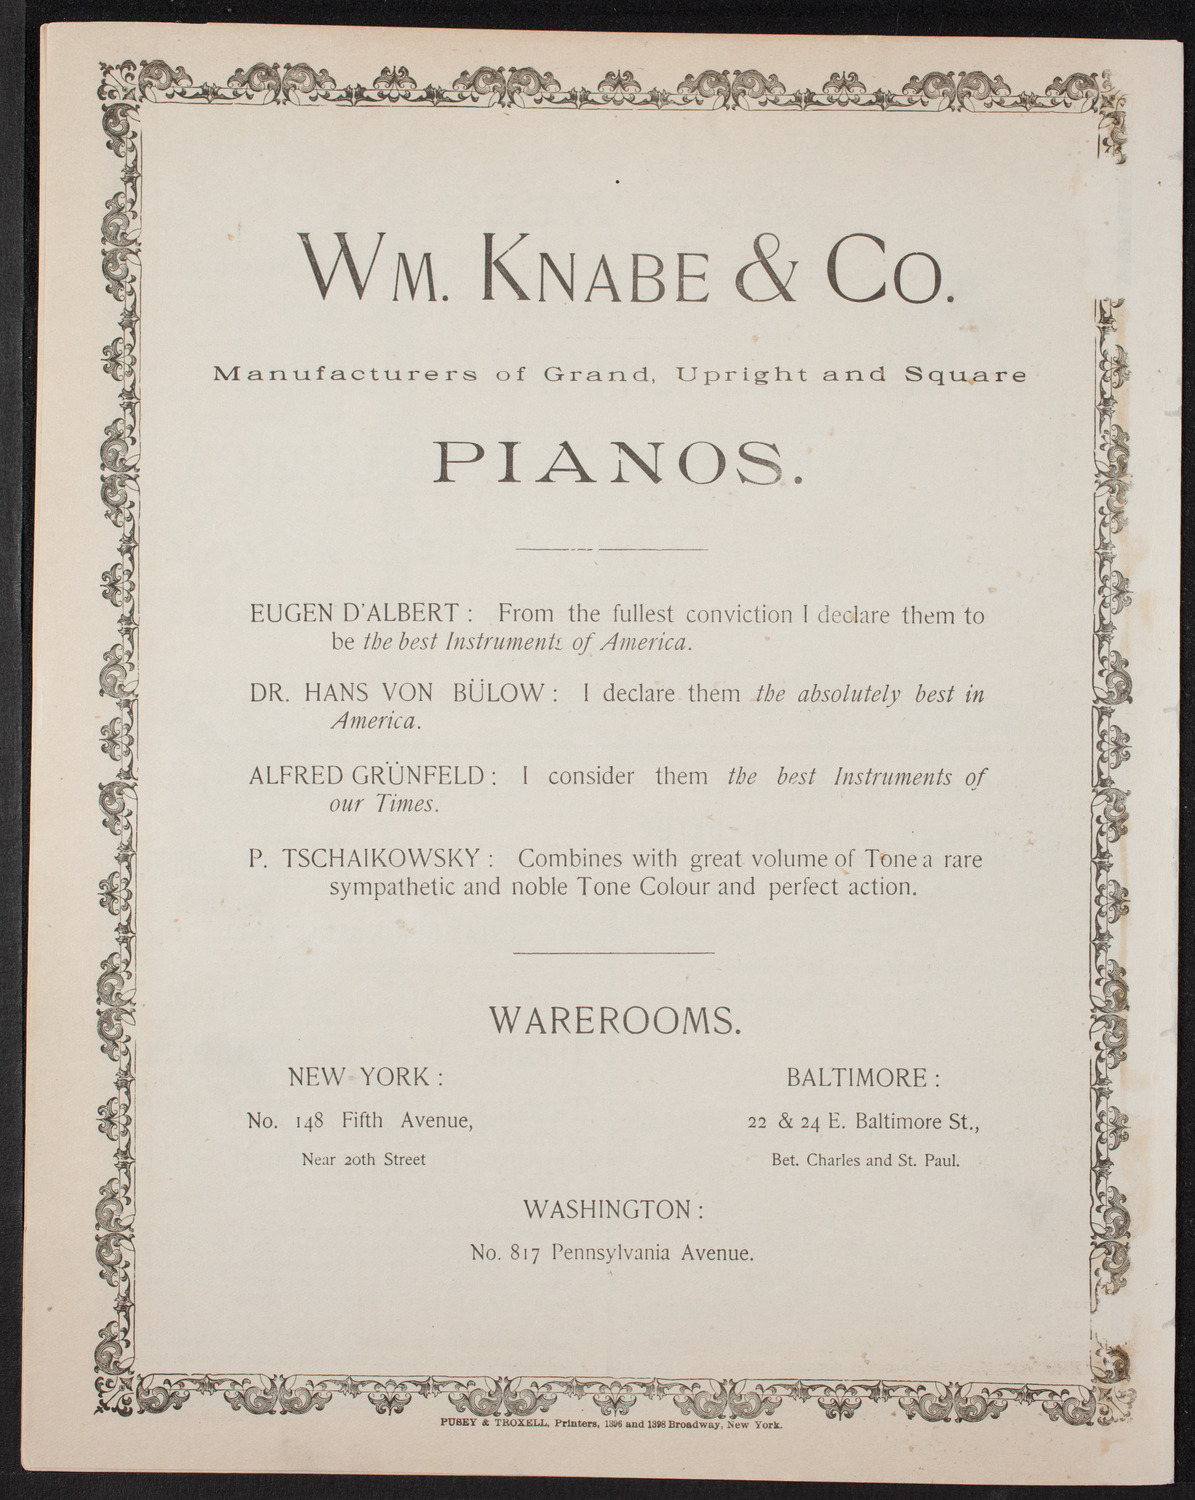 WM. KNABE & CO.
Manufacturers of Grand, Upright and Square
PIANOS.
EUGEN D'ALBERT : From the fullest conviction I declare them to
be the best Instruments of America.
DR. HANS VON BÜLOW : I declare them the absolutely best in
America.
ALFRED GRÜNFELD : I consider them the best Instruments of
our Times.
P. TSCHAIKOWSKY : Combines with great volume of Tone a rare
sympathetic and noble Tone Colour and perfect action.
WAREROOMS.
NEW YORK :
No. 148 Fifth Avenue,
Near 20th Street
BALTIMORE :
22 & 24 E. Baltimore St.,
Bet. Charles and St. Paul.
WASHINGTON :
No. 817 Pennsylvania Avenue.
PUSEY & TROXELL, Printers, 1396 and 1398 Broadway, New York.